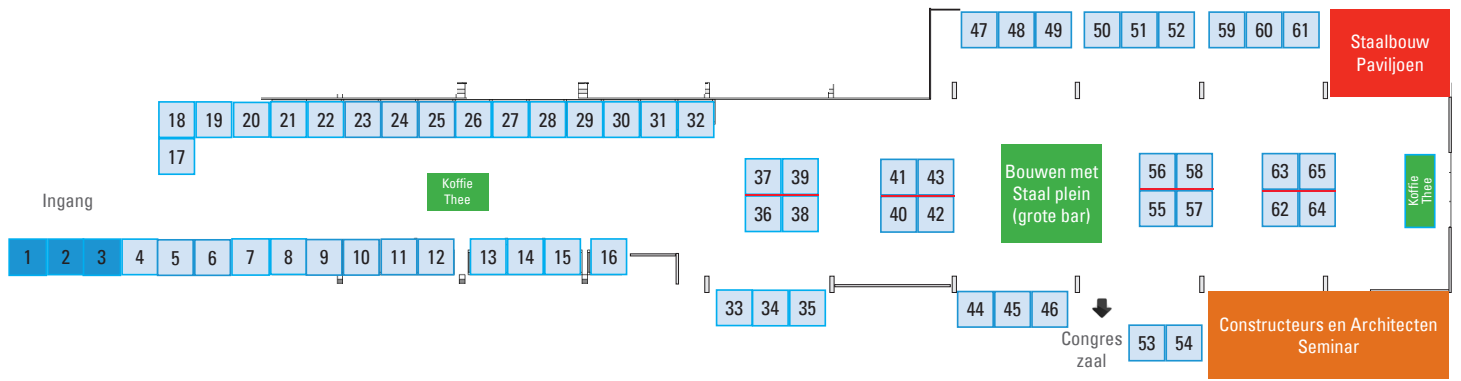 47 48 49 50 51 52 59 60 61
Staalbouw
Paviljoen
18 19 20 21 22 23 24 25 26 27 28 29 30 31 32
17
37 39
36 38
41 43
40 42
Bouwen met
Staal plein
(grote bar)
56 58
55 57
63 65
62 64
Koffie
Thee
Koffie
Thee
Ingang
1 2 3 4 5 6 7 8 9 10 11 12 13 14 15 16
33 34 35
44 45 46
Congres
zaal
53 54
Constructeurs en Architecten
Seminar